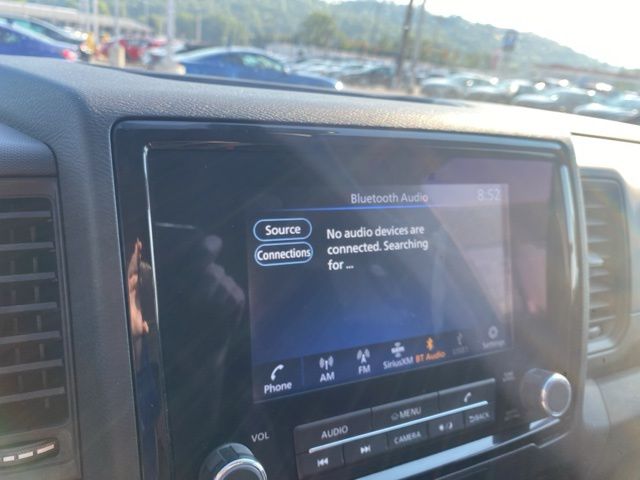 Bluetooth Audio 8:52
Source
Connections
No audio devices are
connected. Searching
for ...
Phone AM FM SiriusXM BT Audio Settings
VOL
AUDIO MENU
CAMERA BACK